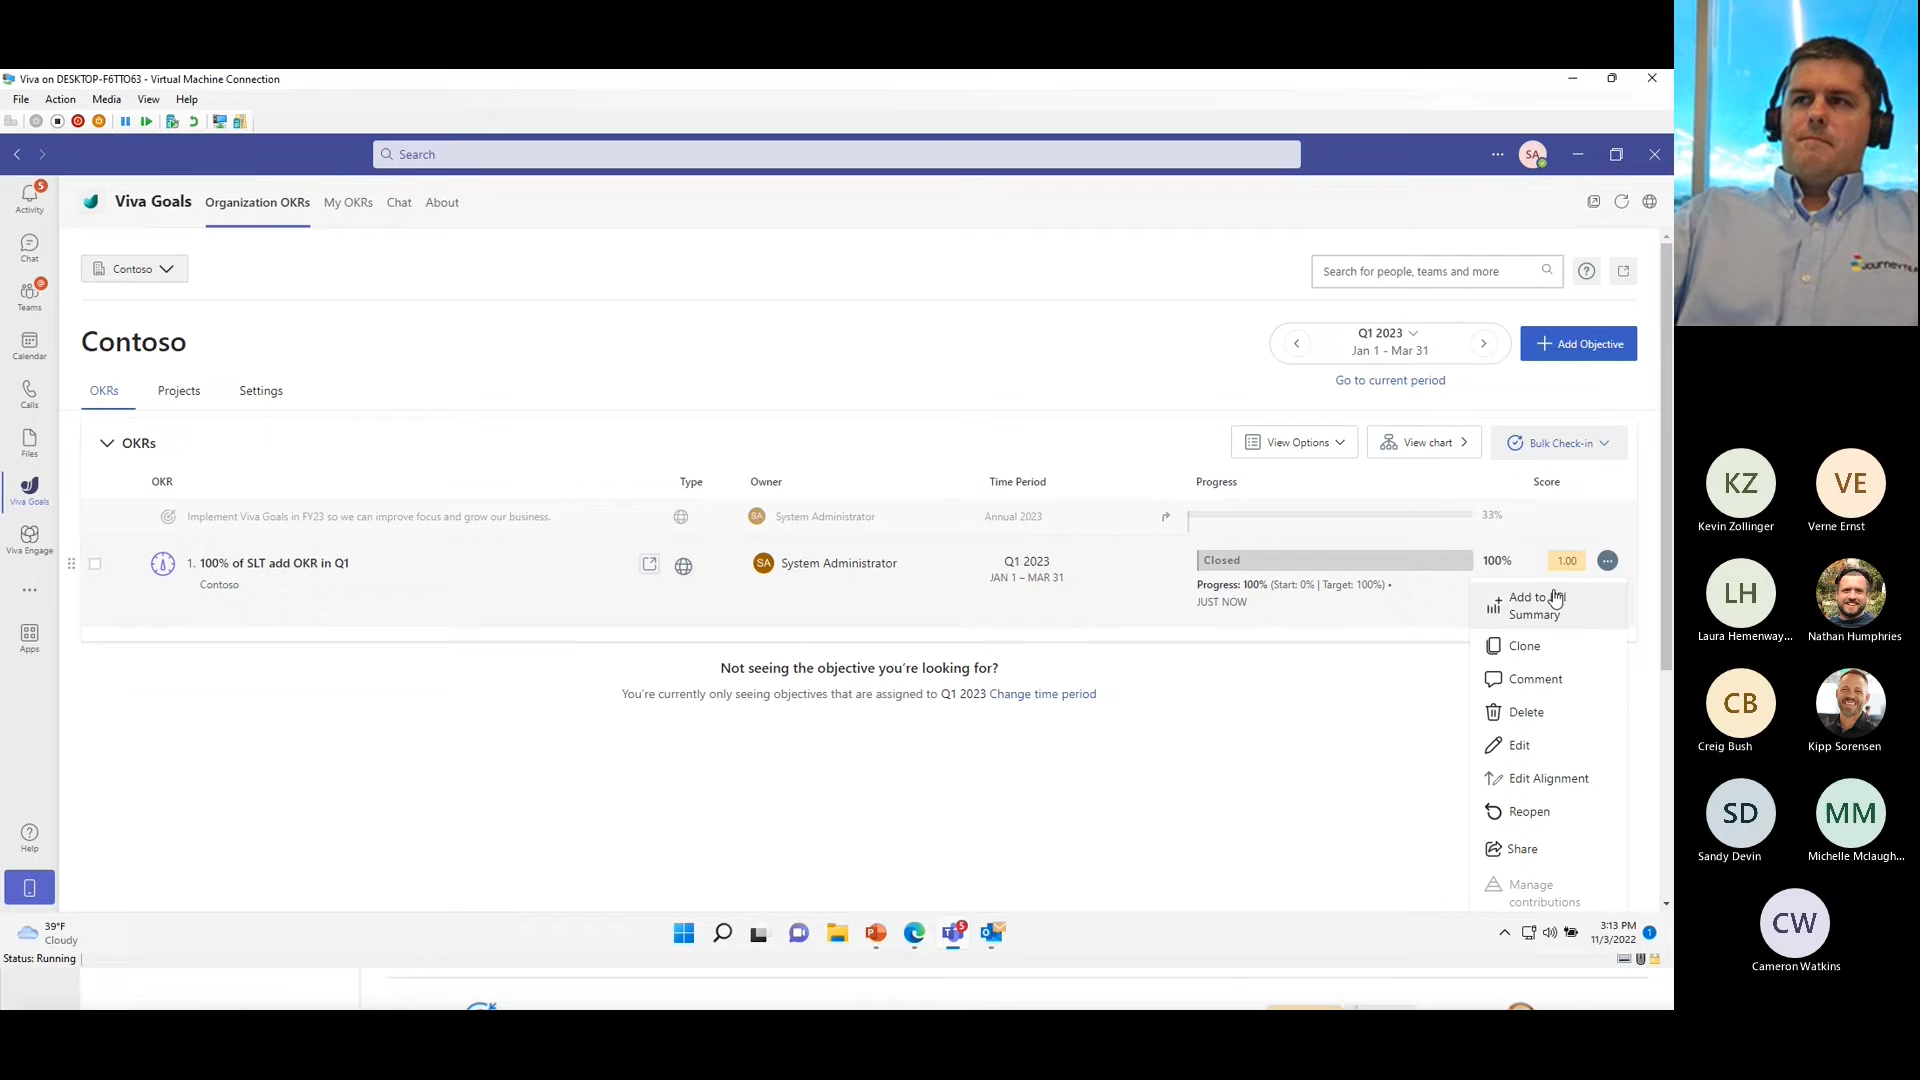 Viva on DESKTOP-F6TTO63 - Virtual Machine Connection
File Action Media View Help
Search
SA
5
Activity
Chat
Teams
Calendar
Calls
Files
Viva Goals
Viva Engage
Apps
Help
Viva Goals Organization OKRs My OKRs Chat About
Contoso
Search for people, teams and more
Contoso
Q1 2023
Jan 1 - Mar 31
Add Objective
Go to current period
OKRs Projects Settings
OKRs
View Options View chart Bulk Check-in
OKR Type Owner Time Period Progress Score
Implement Viva Goals in FY23 so we can improve focus and grow our business. SA System Administrator Annual 2023 33%
1. 100% of SLT add OKR in Q1 SA System Administrator Q1 2023 Closed 100% 1.00
Contoso JAN 1 – MAR 31 Progress: 100% (Start: 0% | Target: 100%) •
JUST NOW
Add to
Summary
Clone
Comment
Delete
Edit
Edit Alignment
Reopen
Share
Manage
contributions
Not seeing the objective you're looking for?
You're currently only seeing objectives that are assigned to Q1 2023 Change time period
39°F
Cloudy
5
3:13 PM
11/3/2022
1
Status: Running
KZ VE
Kevin Zollinger Verne Ernst
LH
Laura Hemenway... Nathan Humphries
CB
Creig Bush Kipp Sorensen
SD MM
Sandy Devin Michelle Mclaugh...
CW
Cameron Watkins